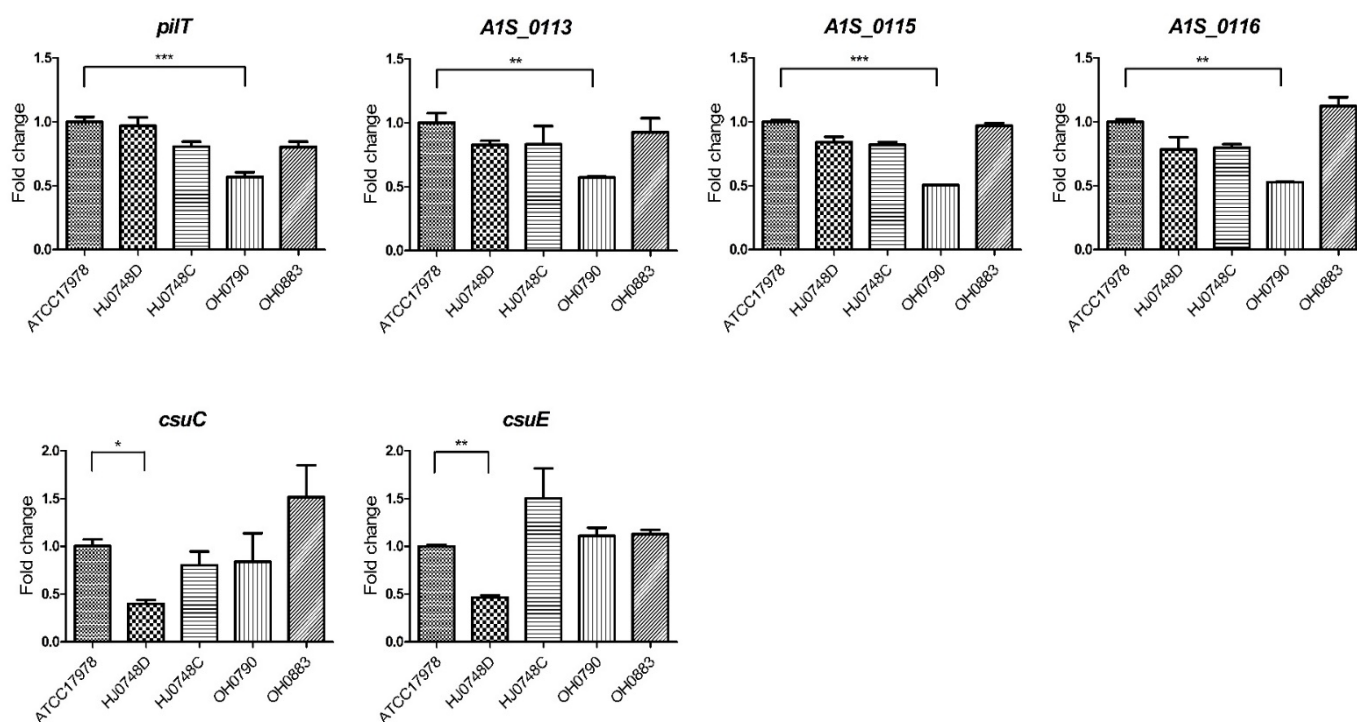 pilT
***
1.5
1.0
0.5
0.0
Fold change
ATCC17978
HJ0748D
HJ0748C
OH0790
OH0883
A1S_0113
**
1.5
1.0
0.5
0.0
Fold change
ATCC17978
HJ0748D
HJ0748C
OH0790
OH0883
A1S_0115
***
1.5
1.0
0.5
0.0
Fold change
ATCC17978
HJ0748D
HJ0748C
OH0790
OH0883
A1S_0116
**
1.5
1.0
0.5
0.0
Fold change
ATCC17978
HJ0748D
HJ0748C
OH0790
OH0883
csuC
*
2.0
1.5
1.0
0.5
0.0
Fold change
ATCC17978
HJ0748D
HJ0748C
OH0790
OH0883
csuE
**
2.0
1.5
1.0
0.5
0.0
Fold change
ATCC17978
HJ0748D
HJ0748C
OH0790
OH0883